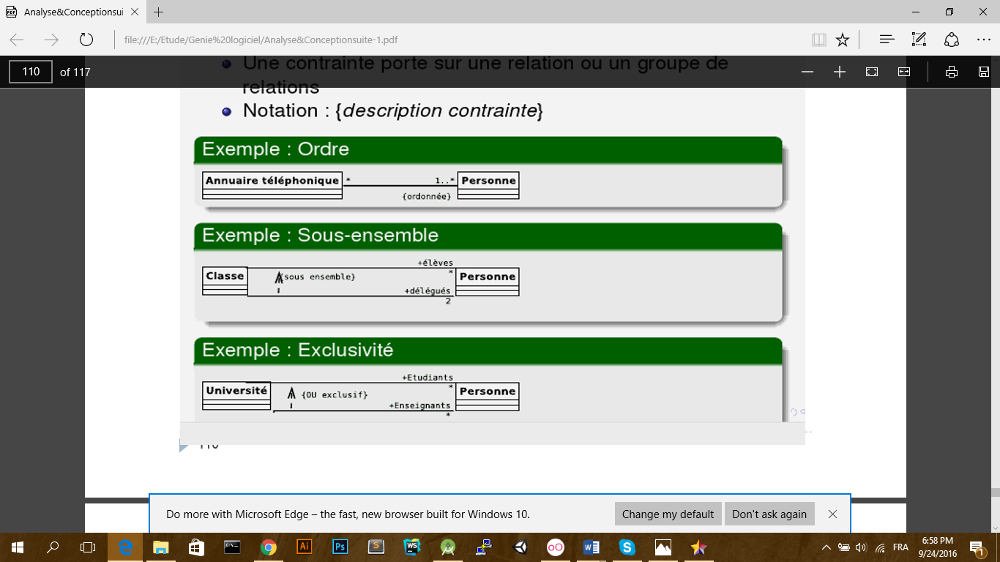 Analyse&Conceptionsui
file:///E:/Etude/Genie%20logiciel/Analyse&Conceptionsuite-1.pdf
110 of 117
Une contrainte porte sur une relation ou un groupe de
relations
Notation : {description contrainte}
Exemple : Ordre
Annuaire téléphonique * 1..* Personne
{ordonnée}
Exemple : Sous-ensemble
+élèves
Classe {sous ensemble} * Personne
+délégués
2
Exemple : Exclusivité
+Etudiants
Université {OU exclusif} * Personne
+Enseignants
*
110
Do more with Microsoft Edge – the fast, new browser built for Windows 10. Change my default Don't ask again
FRA 6:58 PM
9/24/2016